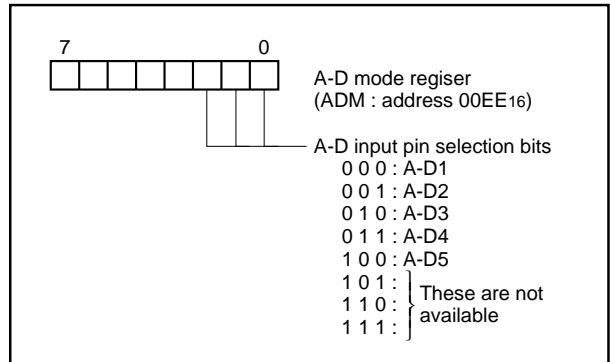 7 0
A-D mode regiser
(ADM : address 00EE16)
A-D input pin selection bits
0 0 0 : A-D1
0 0 1 : A-D2
0 1 0 : A-D3
0 1 1 : A-D4
1 0 0 : A-D5
1 0 1 :
1 1 0 :
1 1 1 :
These are not
available